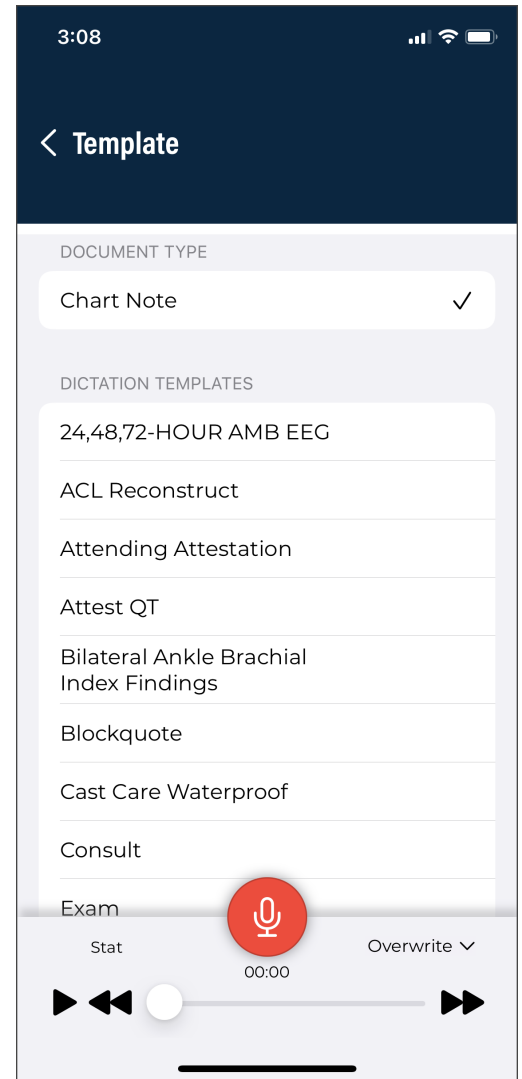 3:08
Template
DOCUMENT TYPE
Chart Note
DICTATION TEMPLATES
24,48,72-HOUR AMB EEG
ACL Reconstruct
Attending Attestation
Attest QT
Bilateral Ankle Brachial
Index Findings
Blockquote
Cast Care Waterproof
Consult
Exam
Stat
Overwrite
00:00